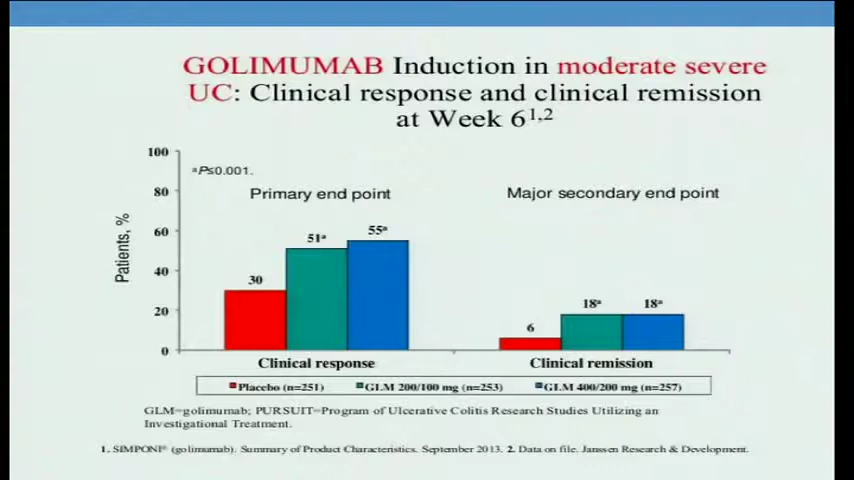 GOLIMUMAB Induction in moderate severe
UC: Clinical response and clinical remission
at Week 6¹,²
100
80
60
40
20
0
Patients, %
ᵃP≤0.001.
Primary end point
Major secondary end point
30
51ᵃ
55ᵃ
6
18ᵃ
18ᵃ
Clinical response
Clinical remission
Placebo (n=251)
GLM 200/100 mg (n=253)
GLM 400/200 mg (n=257)
GLM=golimumab; PURSUIT=Program of Ulcerative Colitis Research Studies Utilizing an
Investigational Treatment.
1. SIMPONI® (golimumab). Summary of Product Characteristics. September 2013. 2. Data on file. Janssen Research & Development.